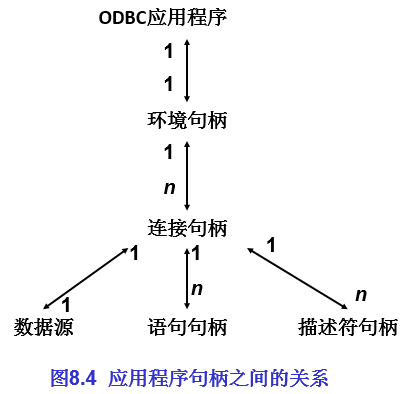 ODBC应用程序
1
1
环境句柄
1
n
连接句柄
1 1 1
1 n n
数据源 语句句柄 描述符句柄
图8.4 应用程序句柄之间的关系